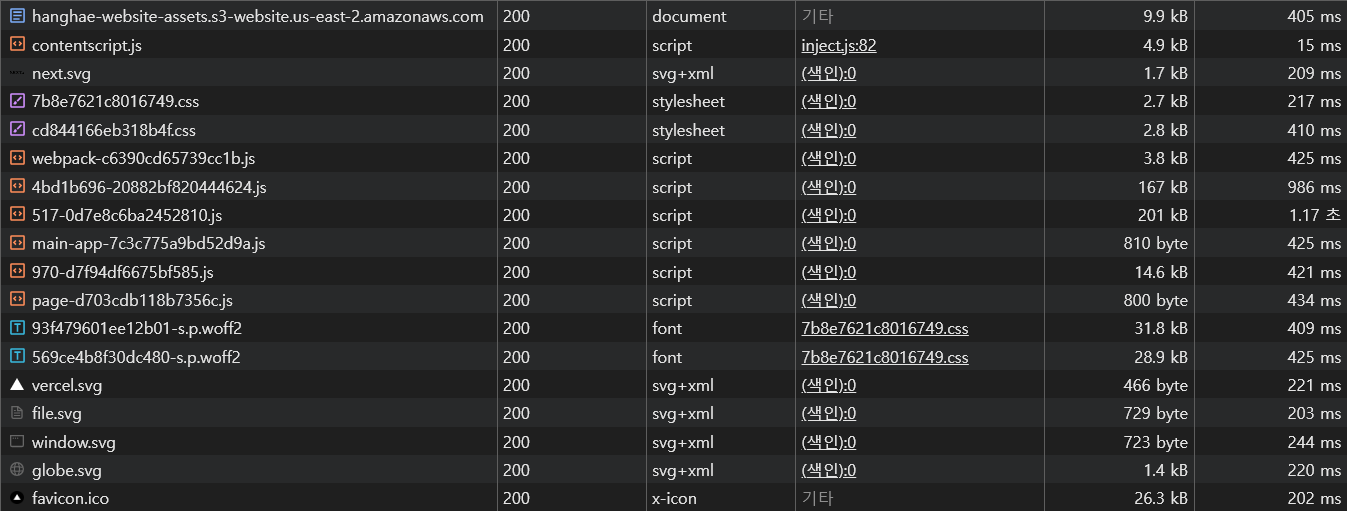 hanghae-website-assets.s3-website.us-east-2.amazonaws.com 200 document 기타 9.9 kB 405 ms
contentscript.js 200 script inject.js:82 4.9 kB 15 ms
next.svg 200 svg+xml (색인):0 1.7 kB 209 ms
7b8e7621c8016749.css 200 stylesheet (색인):0 2.7 kB 217 ms
cd844166eb318b4f.css 200 stylesheet (색인):0 2.8 kB 410 ms
webpack-c6390cd65739cc1b.js 200 script (색인):0 3.8 kB 425 ms
4bd1b696-20882bf820444624.js 200 script (색인):0 167 kB 986 ms
517-0d7e8c6ba2452810.js 200 script (색인):0 201 kB 1.17 초
main-app-7c3c775a9bd52d9a.js 200 script (색인):0 810 byte 425 ms
970-d7f94df6675bf585.js 200 script (색인):0 14.6 kB 421 ms
page-d703cdb118b7356c.js 200 script (색인):0 800 byte 434 ms
93f479601ee12b01-s.p.woff2 200 font 7b8e7621c8016749.css 31.8 kB 409 ms
569ce4b8f30dc480-s.p.woff2 200 font 7b8e7621c8016749.css 28.9 kB 425 ms
vercel.svg 200 svg+xml (색인):0 466 byte 221 ms
file.svg 200 svg+xml (색인):0 729 byte 203 ms
window.svg 200 svg+xml (색인):0 723 byte 244 ms
globe.svg 200 svg+xml (색인):0 1.4 kB 220 ms
favicon.ico 200 x-icon 기타 26.3 kB 202 ms